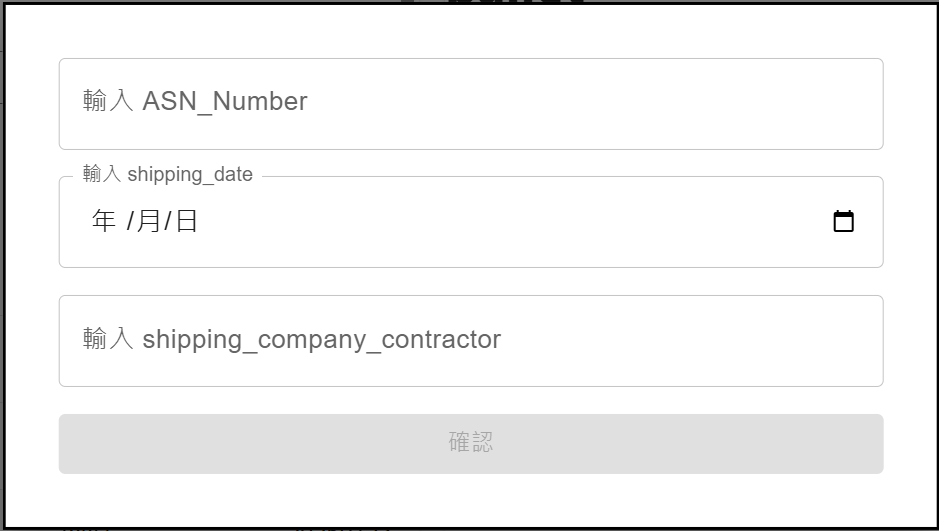 輸入 ASN_Number
輸入 shipping_date
年 /月/日
輸入 shipping_company_contractor
確認